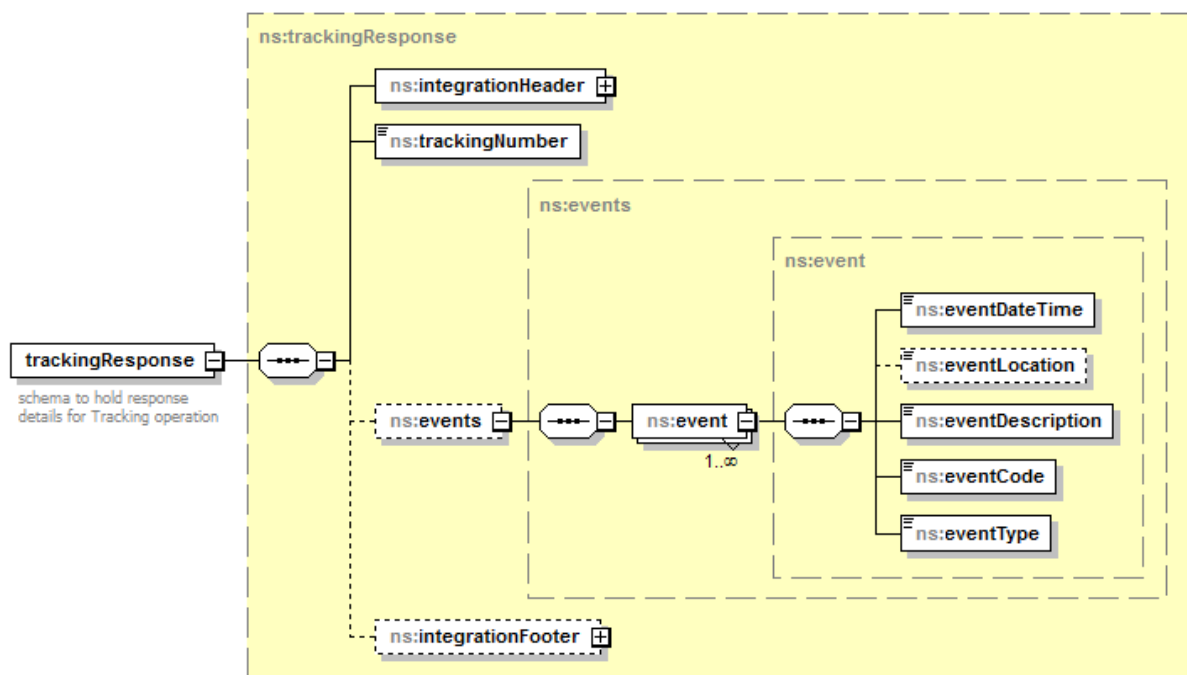 ns:trackingResponse
ns:integrationHeader
ns:trackingNumber
ns:events
ns:event
ns:eventDateTime
trackingResponse
ns:eventLocation
schema to hold response
details for Tracking operation
ns:events
ns:event
ns:eventDescription
1..∞
ns:eventCode
ns:eventType
ns:integrationFooter